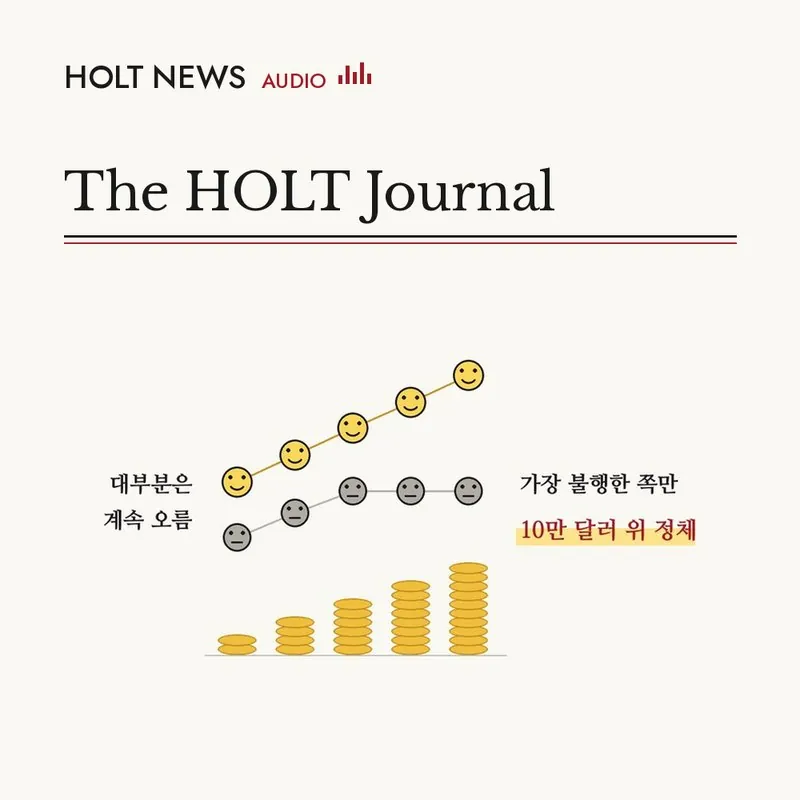 HOLT NEWS AUDIO
The HOLT Journal
대부분은
계속 오름
가장 불행한 쪽만
10만 달러 위 정체